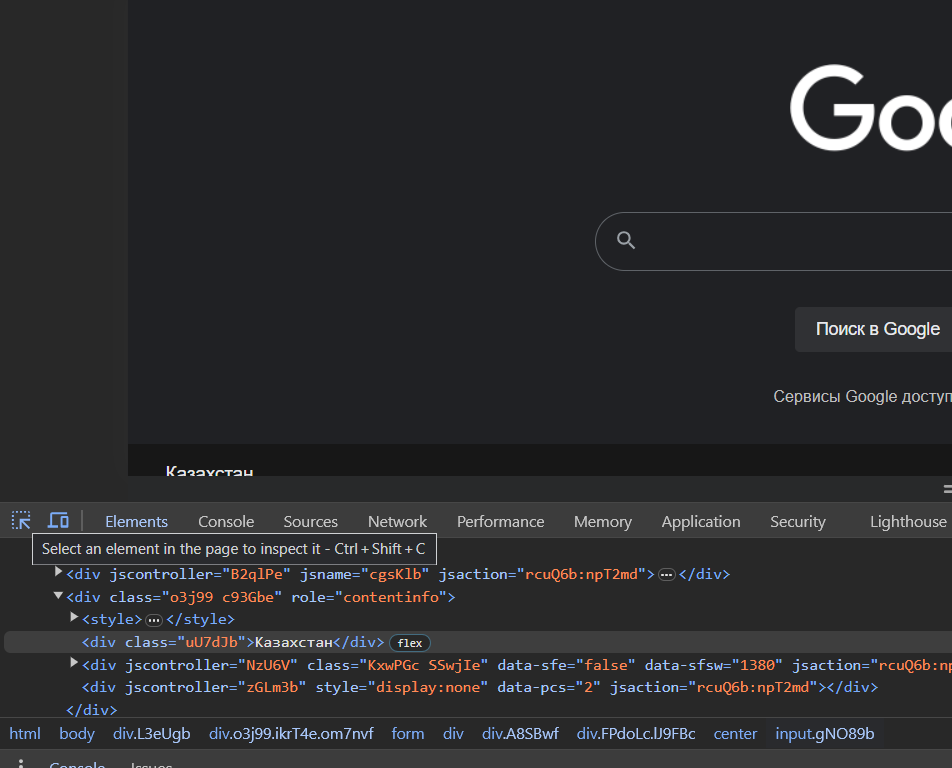 Goo
Поиск в Google
Сервисы Google доступ
Казахстан
Elements Console Sources Network Performance Memory Application Security Lighthouse
Select an element in the page to inspect it - Ctrl + Shift + C
<div jscontroller="B2qlPe" jsname="cgsKlb" jsaction="rcuQ6b:npT2md"> ⋯ </div>
<div class="o3j99 c93Gbe" role="contentinfo">
<style> ⋯ </style>
<div class="uU7dJb">Казахстан</div> flex
<div jscontroller="NzU6V" class="KxwPGc SSwjIe" data-sfe="false" data-sfsw="1380" jsaction="rcuQ6b:np
<div jscontroller="zGLm3b" style="display:none" data-pcs="2" jsaction="rcuQ6b:npT2md"></div>
</div>
html body div.L3eUgb div.o3j99.ikrT4e.om7nvf form div div.A8SBwf div.FPdoLc.lJ9FBc center input.gNO89b
Console Issues